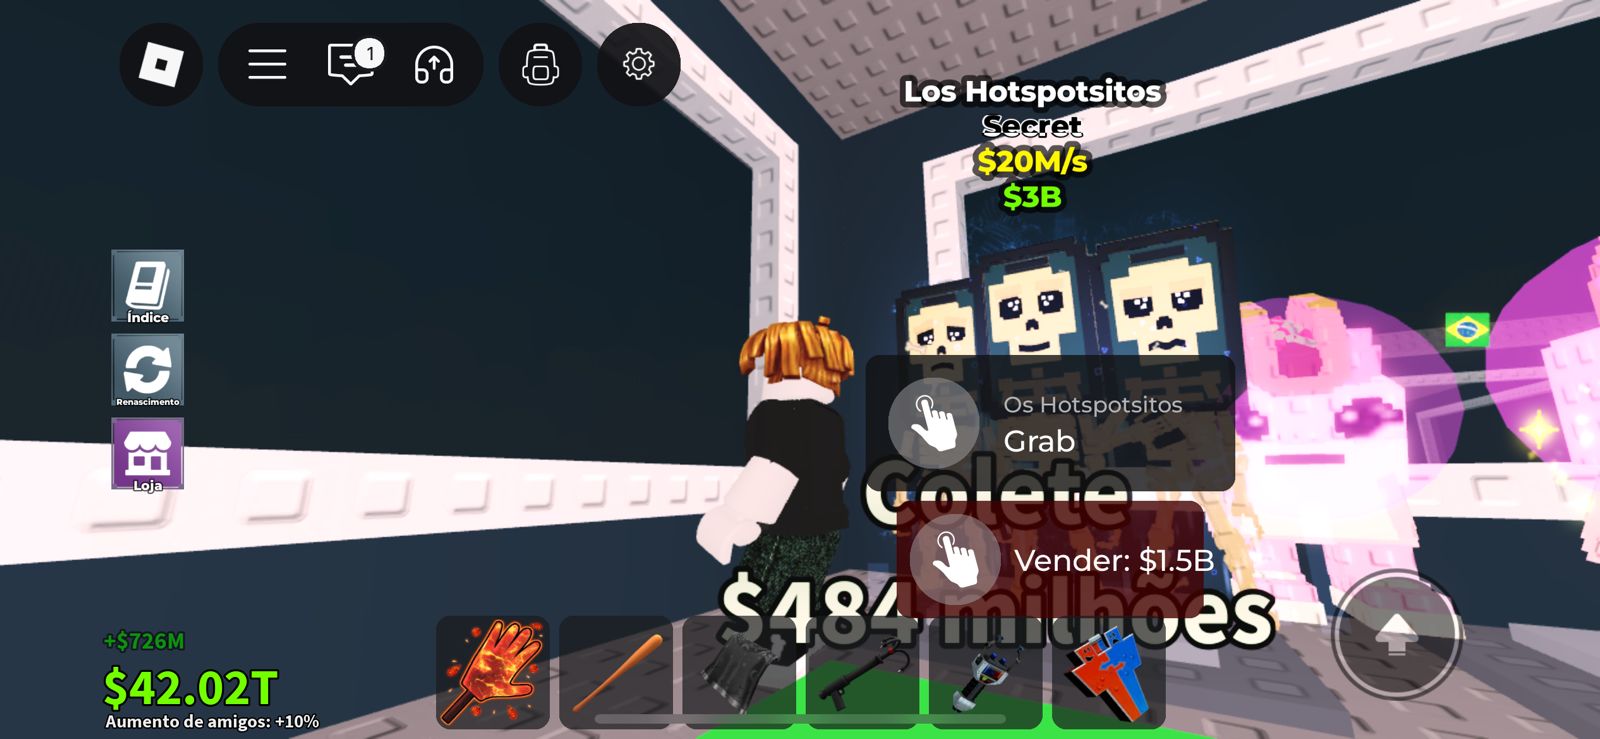 1
Los Hotspotsitos
Secret
$20M/s
$3B
Índice
Renascimento
Loja
Os Hotspotsitos
Grab
Colete
Vender: $1.5B
$484 milhões
+$726M
$42.02T
Aumento de amigos: +10%